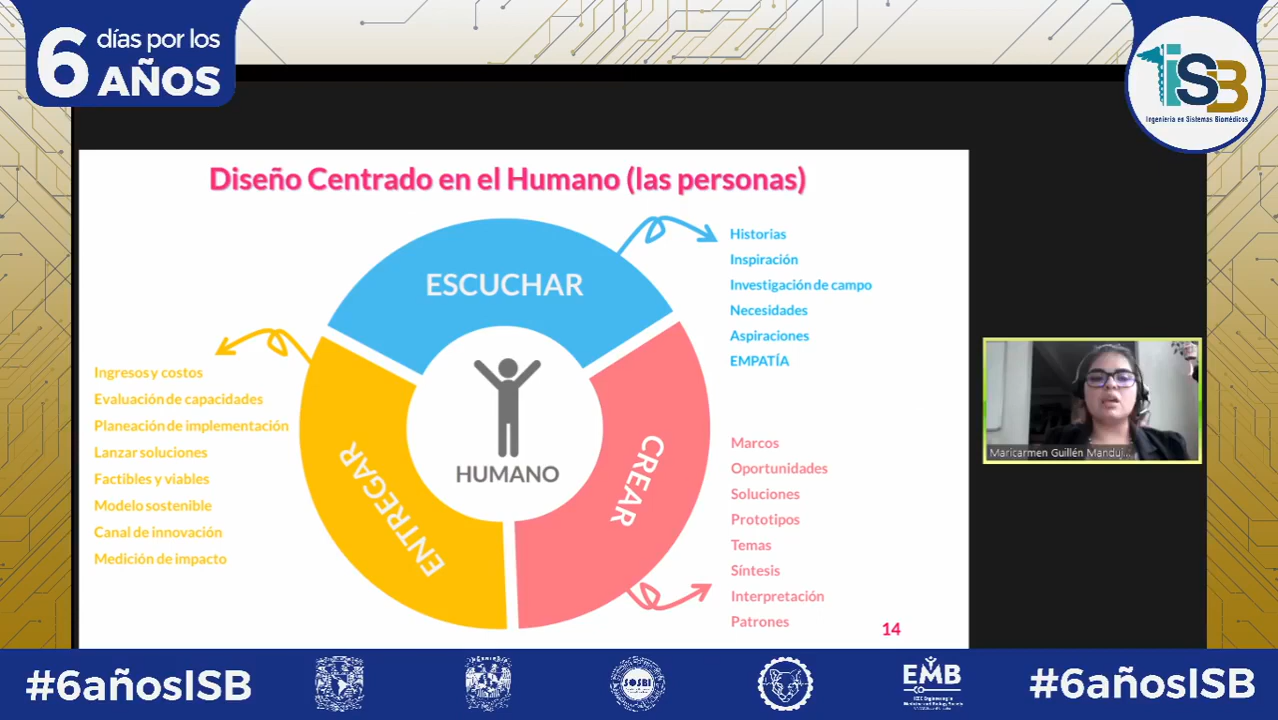 6 días por los
AÑOS
iSB
Ingeniería en Sistemas Biomédicos
Diseño Centrado en el Humano (las personas)
ESCUCHAR
Historias
Inspiración
Investigación de campo
Necesidades
Aspiraciones
EMPATÍA
HUMANO
CREAR
Marcos
Oportunidades
Soluciones
Prototipos
Temas
Síntesis
Interpretación
Patrones
ENTREGAR
Ingresos y costos
Evaluación de capacidades
Planeación de implementación
Lanzar soluciones
Factibles y viables
Modelo sostenible
Canal de innovación
Medición de impacto
14
Maricarmen Guillén Manduj...
#6añosISB
SOSBI
EMB
#6añosISB